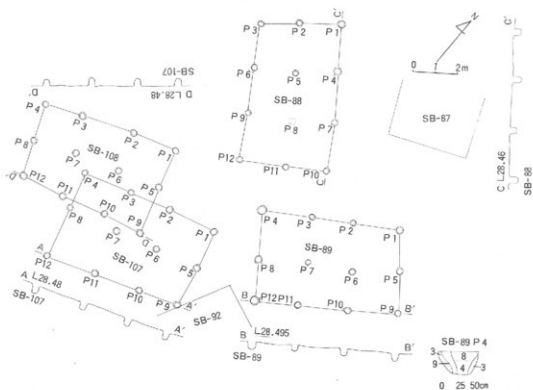 C'
P3 P2 P1
P6 P5 P4
SB-88
P9 P8 P7
P12 P11 P10
C
N
0 1 2m
SB-87
C'
C L28.46
SB-88
SB-107
D L28.48 D'
D'
P4 P3 P2 P1
P8 P7 SB-108 P6 P5
D P12 P11 P10 P9
P4 P3 P2 P1
P8 P7 P6 P5
SB-107
A P12 P11 P10 P9 A'
A L28.48 A'
SB-107
SB-92
P4 P3 P2 P1
SB-89
P8 P7 P6 P5
B P12 P11 P10 P9 B'
L28.495
B B'
SB-89
SB-89 P4
3 8
9 4 3
0 25 50cm